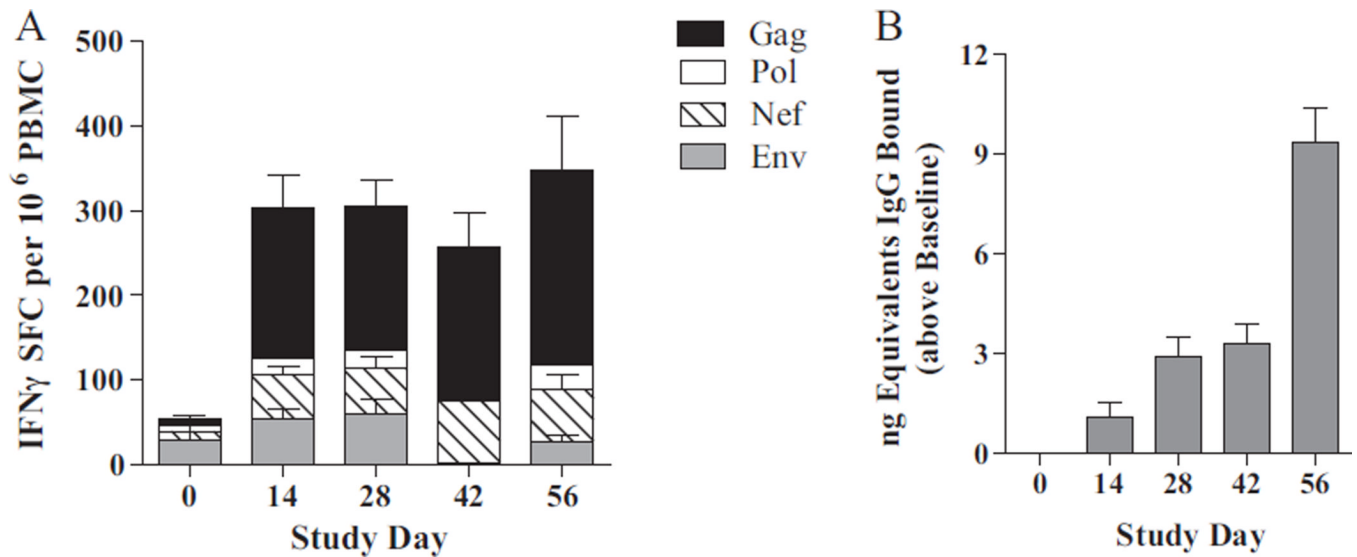 A
IFNγ SFC per 10 6 PBMC
500
400
300
200
100
0
0 14 28 42 56
Study Day
Gag
Pol
Nef
Env
B
ng Equivalents IgG Bound
(above Baseline)
12
9
6
3
0
0 14 28 42 56
Study Day